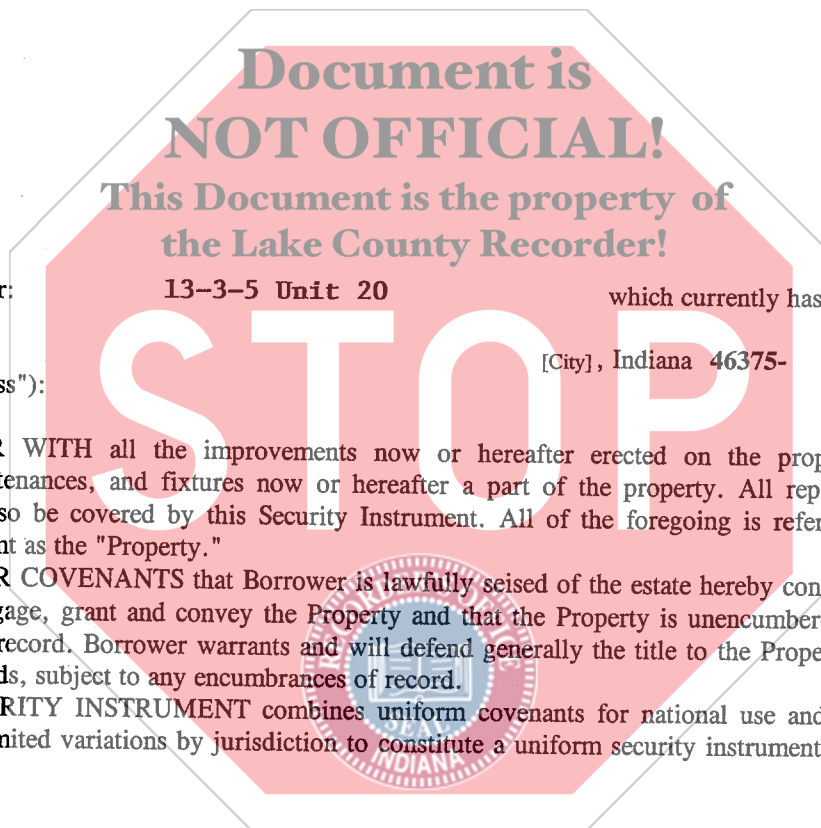 Document is
NOT OFFICIAL!
This Document is the property of
the Lake County Recorder!
r: 13-3-5 Unit 20 which currently has
[City], Indiana 46375-
ss"):
STOP
R WITH all the improvements now or hereafter erected on the prop
tenances, and fixtures now or hereafter a part of the property. All rep
so be covered by this Security Instrument. All of the foregoing is refer
nt as the "Property."
R COVENANTS that Borrower is lawfully seised of the estate hereby con
gage, grant and convey the Property and that the Property is unencumber
record. Borrower warrants and will defend generally the title to the Prope
ds, subject to any encumbrances of record.
RITY INSTRUMENT combines uniform covenants for national use and
mited variations by jurisdiction to constitute a uniform security instrument
SEAL
INDIANA